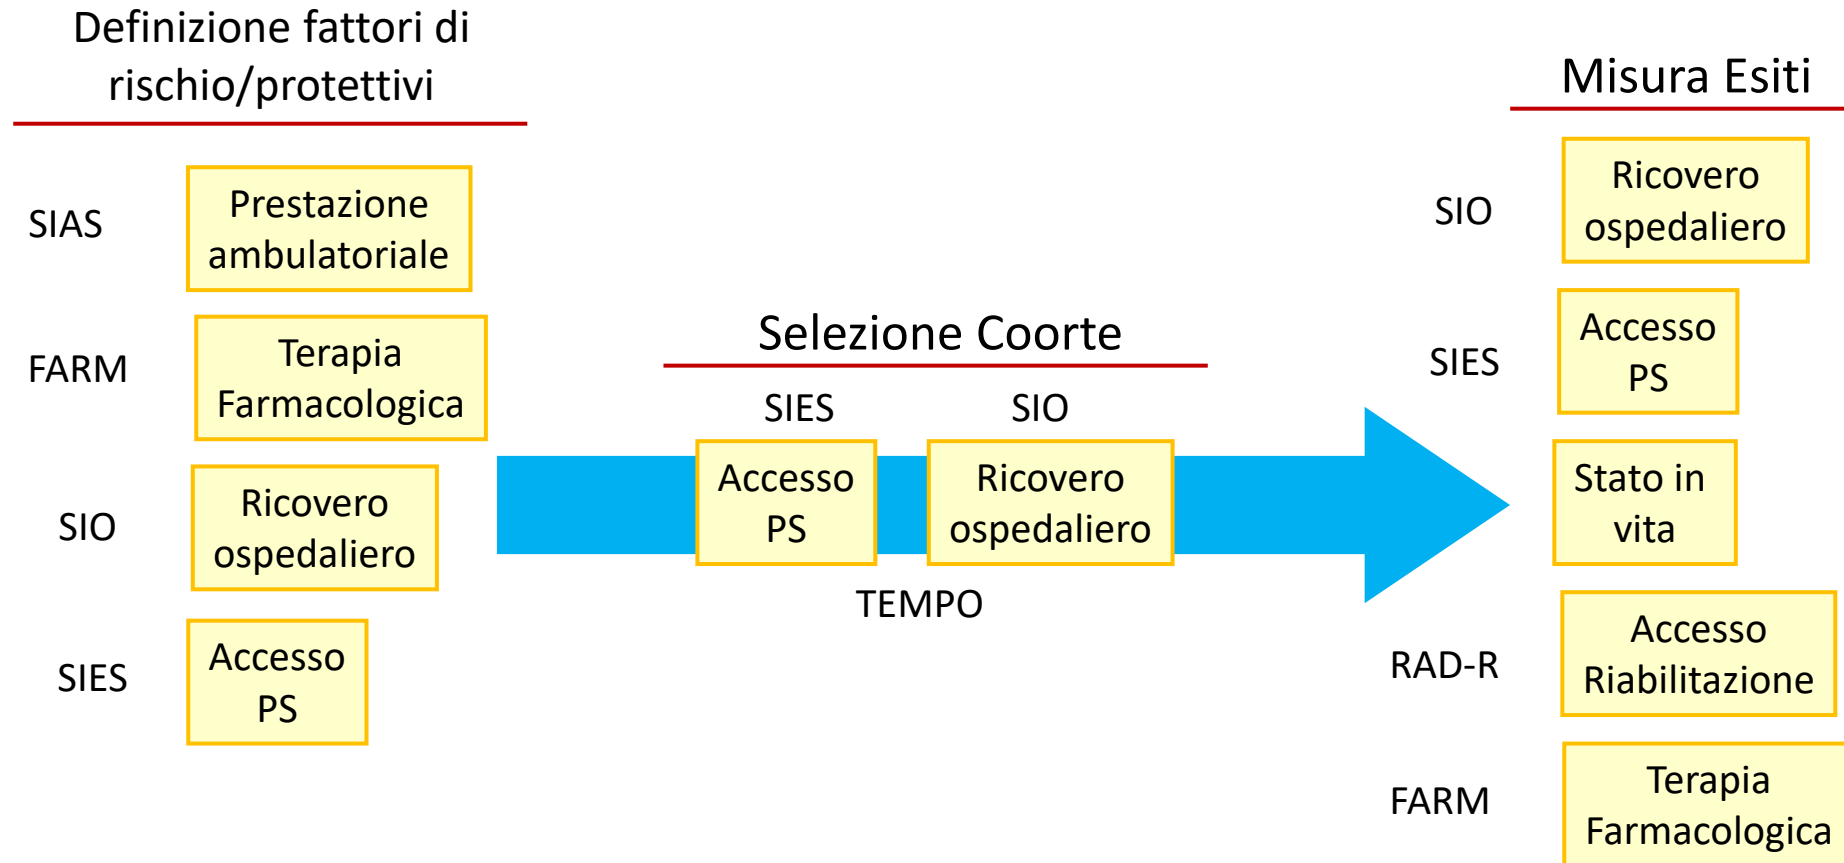 Definizione fattori di
rischio/protettivi
SIAS
Prestazione
ambulatoriale
FARM
Terapia
Farmacologica
SIO
Ricovero
ospedaliero
SIES
Accesso
PS
Selezione Coorte
SIES
SIO
Accesso
PS
Ricovero
ospedaliero
TEMPO
Misura Esiti
SIO
Ricovero
ospedaliero
SIES
Accesso
PS
Stato in
vita
RAD-R
Accesso
Riabilitazione
FARM
Terapia
Farmacologica